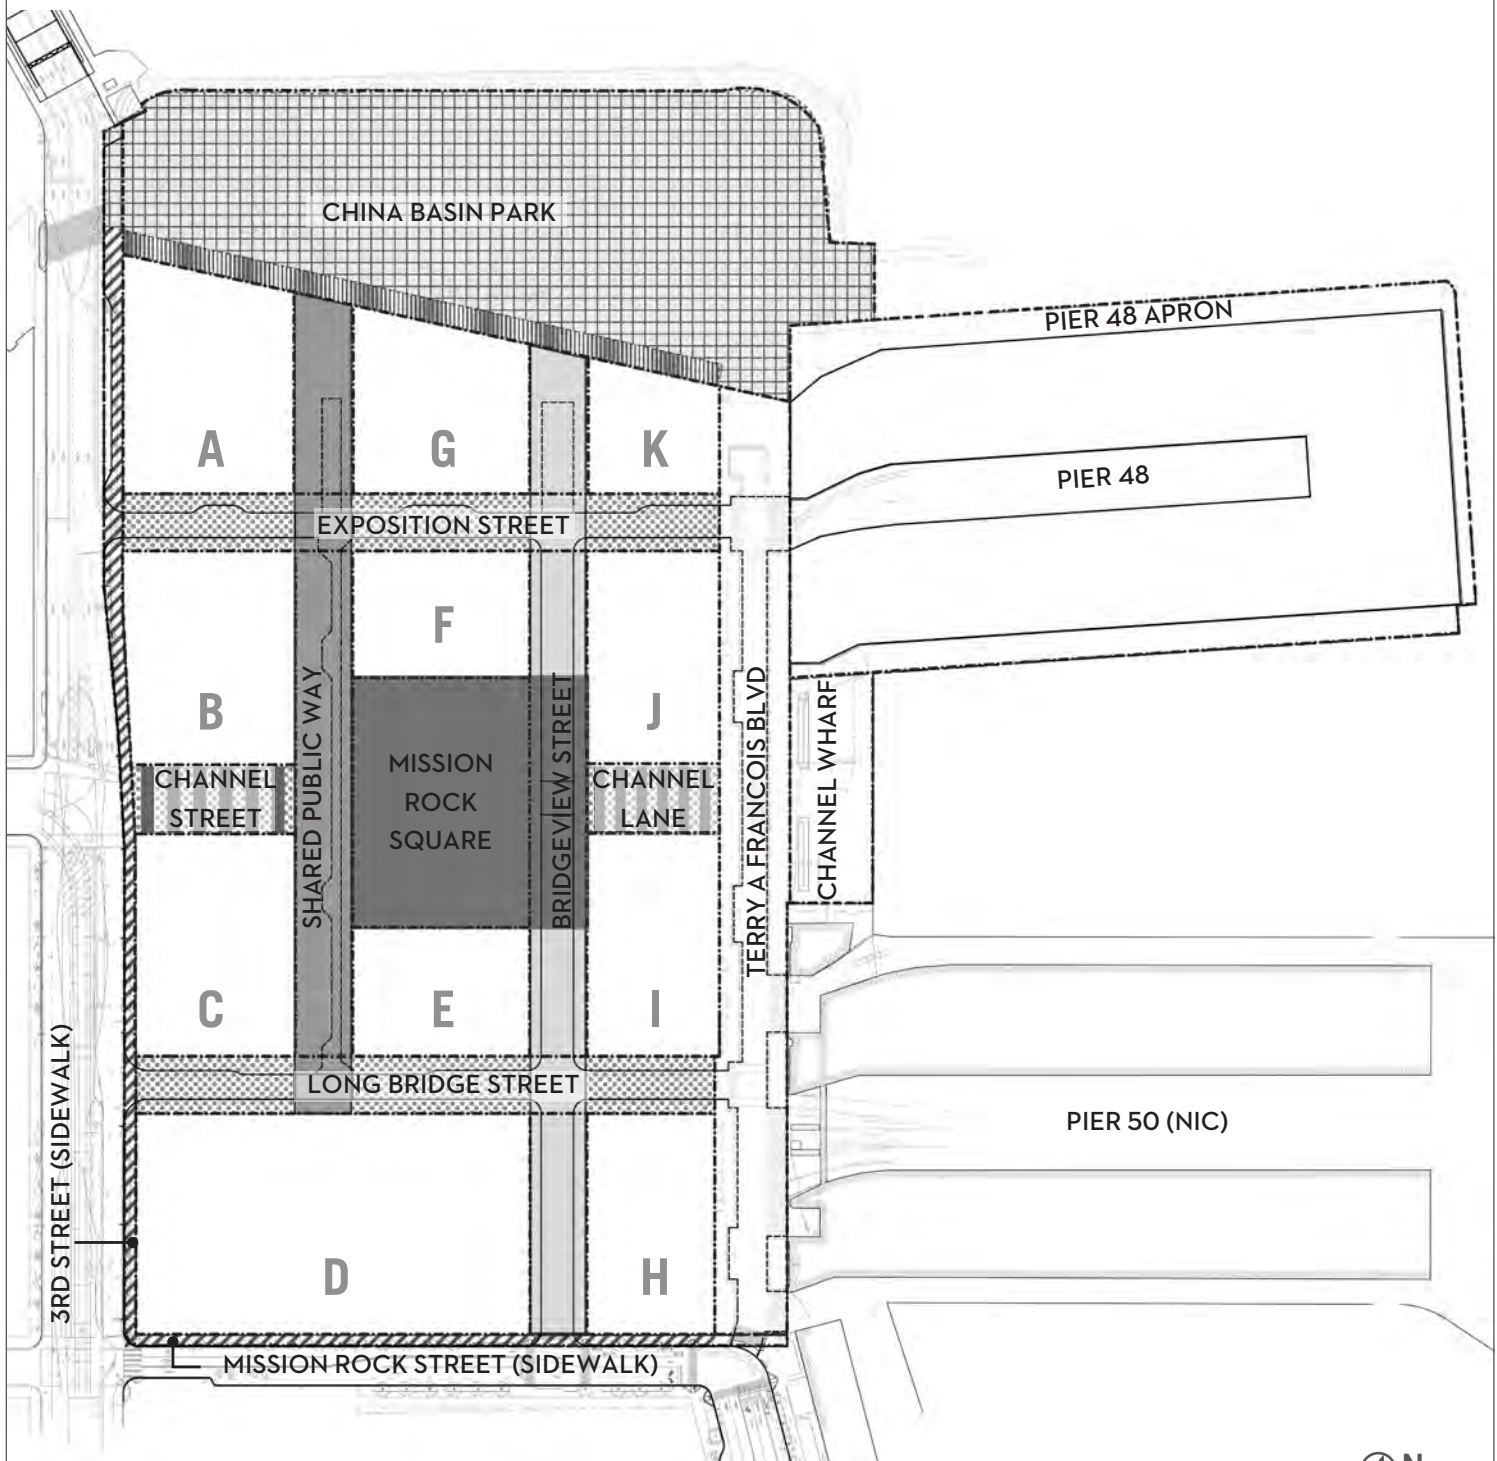 CHINA BASIN PARK
PIER 48 APRON
A
G
K
PIER 48
EXPOSITION STREET
F
B
J
SHARED PUBLIC WAY
MISSION
ROCK
SQUARE
BRIDGEVIEW STREET
TERRY A FRANCOIS BLVD
CHANNEL WHARF
CHANNEL
STREET
CHANNEL
LANE
C
E
I
3RD STREET (SIDEWALK)
LONG BRIDGE STREET
PIER 50 (NIC)
D
H
MISSION ROCK STREET (SIDEWALK)
N